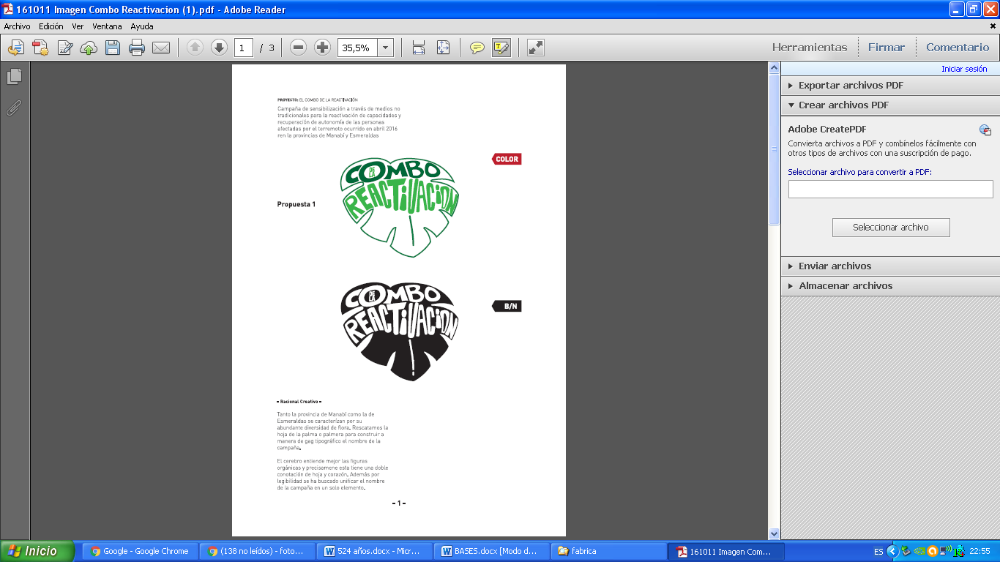 161011 Imagen Combo Reactivacion (1).pdf - Adobe Reader
Archivo Edición Ver Ventana Ayuda
1 / 3 35,5% Herramientas Firmar Comentario
Iniciar sesión
Exportar archivos PDF
Crear archivos PDF
Adobe CreatePDF
Convierta archivos a PDF y combínelos fácilmente con
otros tipos de archivos con una suscripción de pago.
Seleccionar archivo para convertir a PDF:
Seleccionar archivo
Enviar archivos
Almacenar archivos
PROYECTO: EL COMBO DE LA REACTIVACIÓN
Campaña de sensibilización a través de medios no
tradicionales para la reactivación de capacidades y
recuperación de autonomía de las personas
afectadas por el terremoto ocurrido en abril 2016
ren la provincias de Manabí y Esmeraldas
COLOR
COMBO
DE
LA
REACTIVACIÓN
Propuesta 1
B/N
COMBO
DE
LA
REACTIVACIÓN
- Racional Creativo -
Tanto la provincia de Manabí como la de
Esmeraldas se caracterízan por su
abundante diversidad de flora. Rescatamos la
hoja de la palma o palmera para construir a
manera de gag tipográfico el nombre de la
campaña.
El cerebro entiende mejor las figuras
orgánicas y precisamene esta tiene una doble
conotación de hoja y corazón. Además por
legibilidad se ha buscado unificar el nombre
de la campaña en un solo elemento.
- 1 -
Inicio Google - Google Chrome (138 no leídos) - foto... 524 años.docx - Micr... BASES.docx [Modo d... fabrica 161011 Imagen Com... ES 22:55